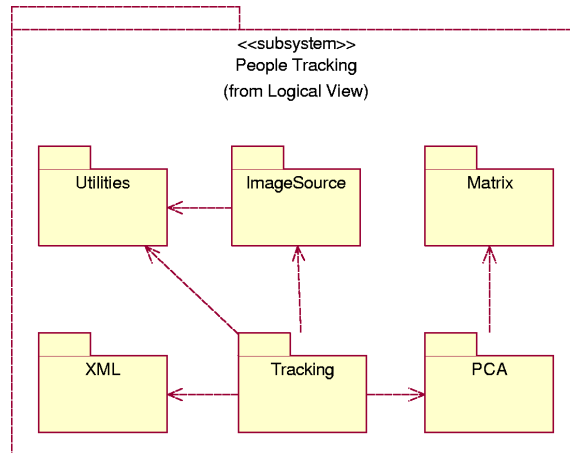 <<subsystem>>
People Tracking
(from Logical View)
Utilities
ImageSource
Matrix
XML
Tracking
PCA